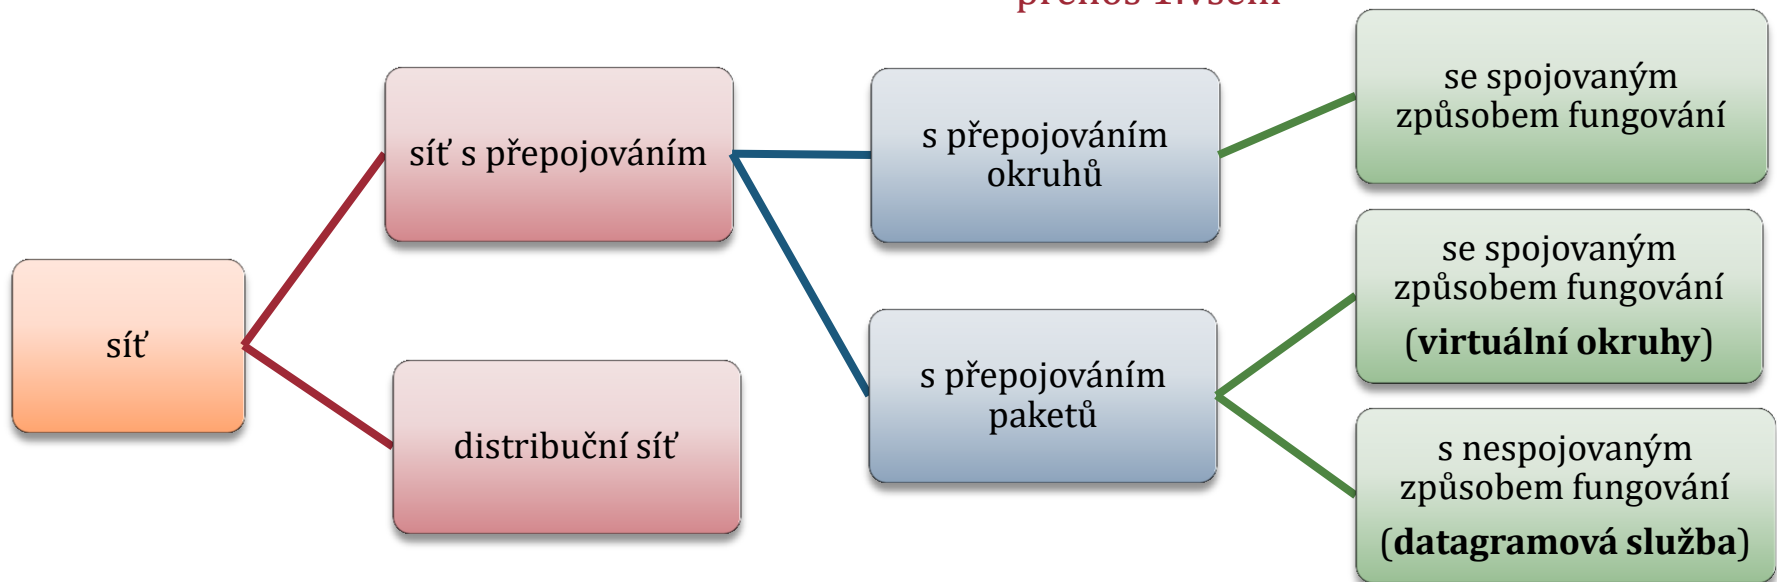 síť
síť s přepojováním
distribuční síť
s přepojováním
okruhů
s přepojováním
paketů
se spojovaným
způsobem fungování
se spojovaným
způsobem fungování
(virtuální okruhy)
s nespojovaným
způsobem fungování
(datagramová služba)